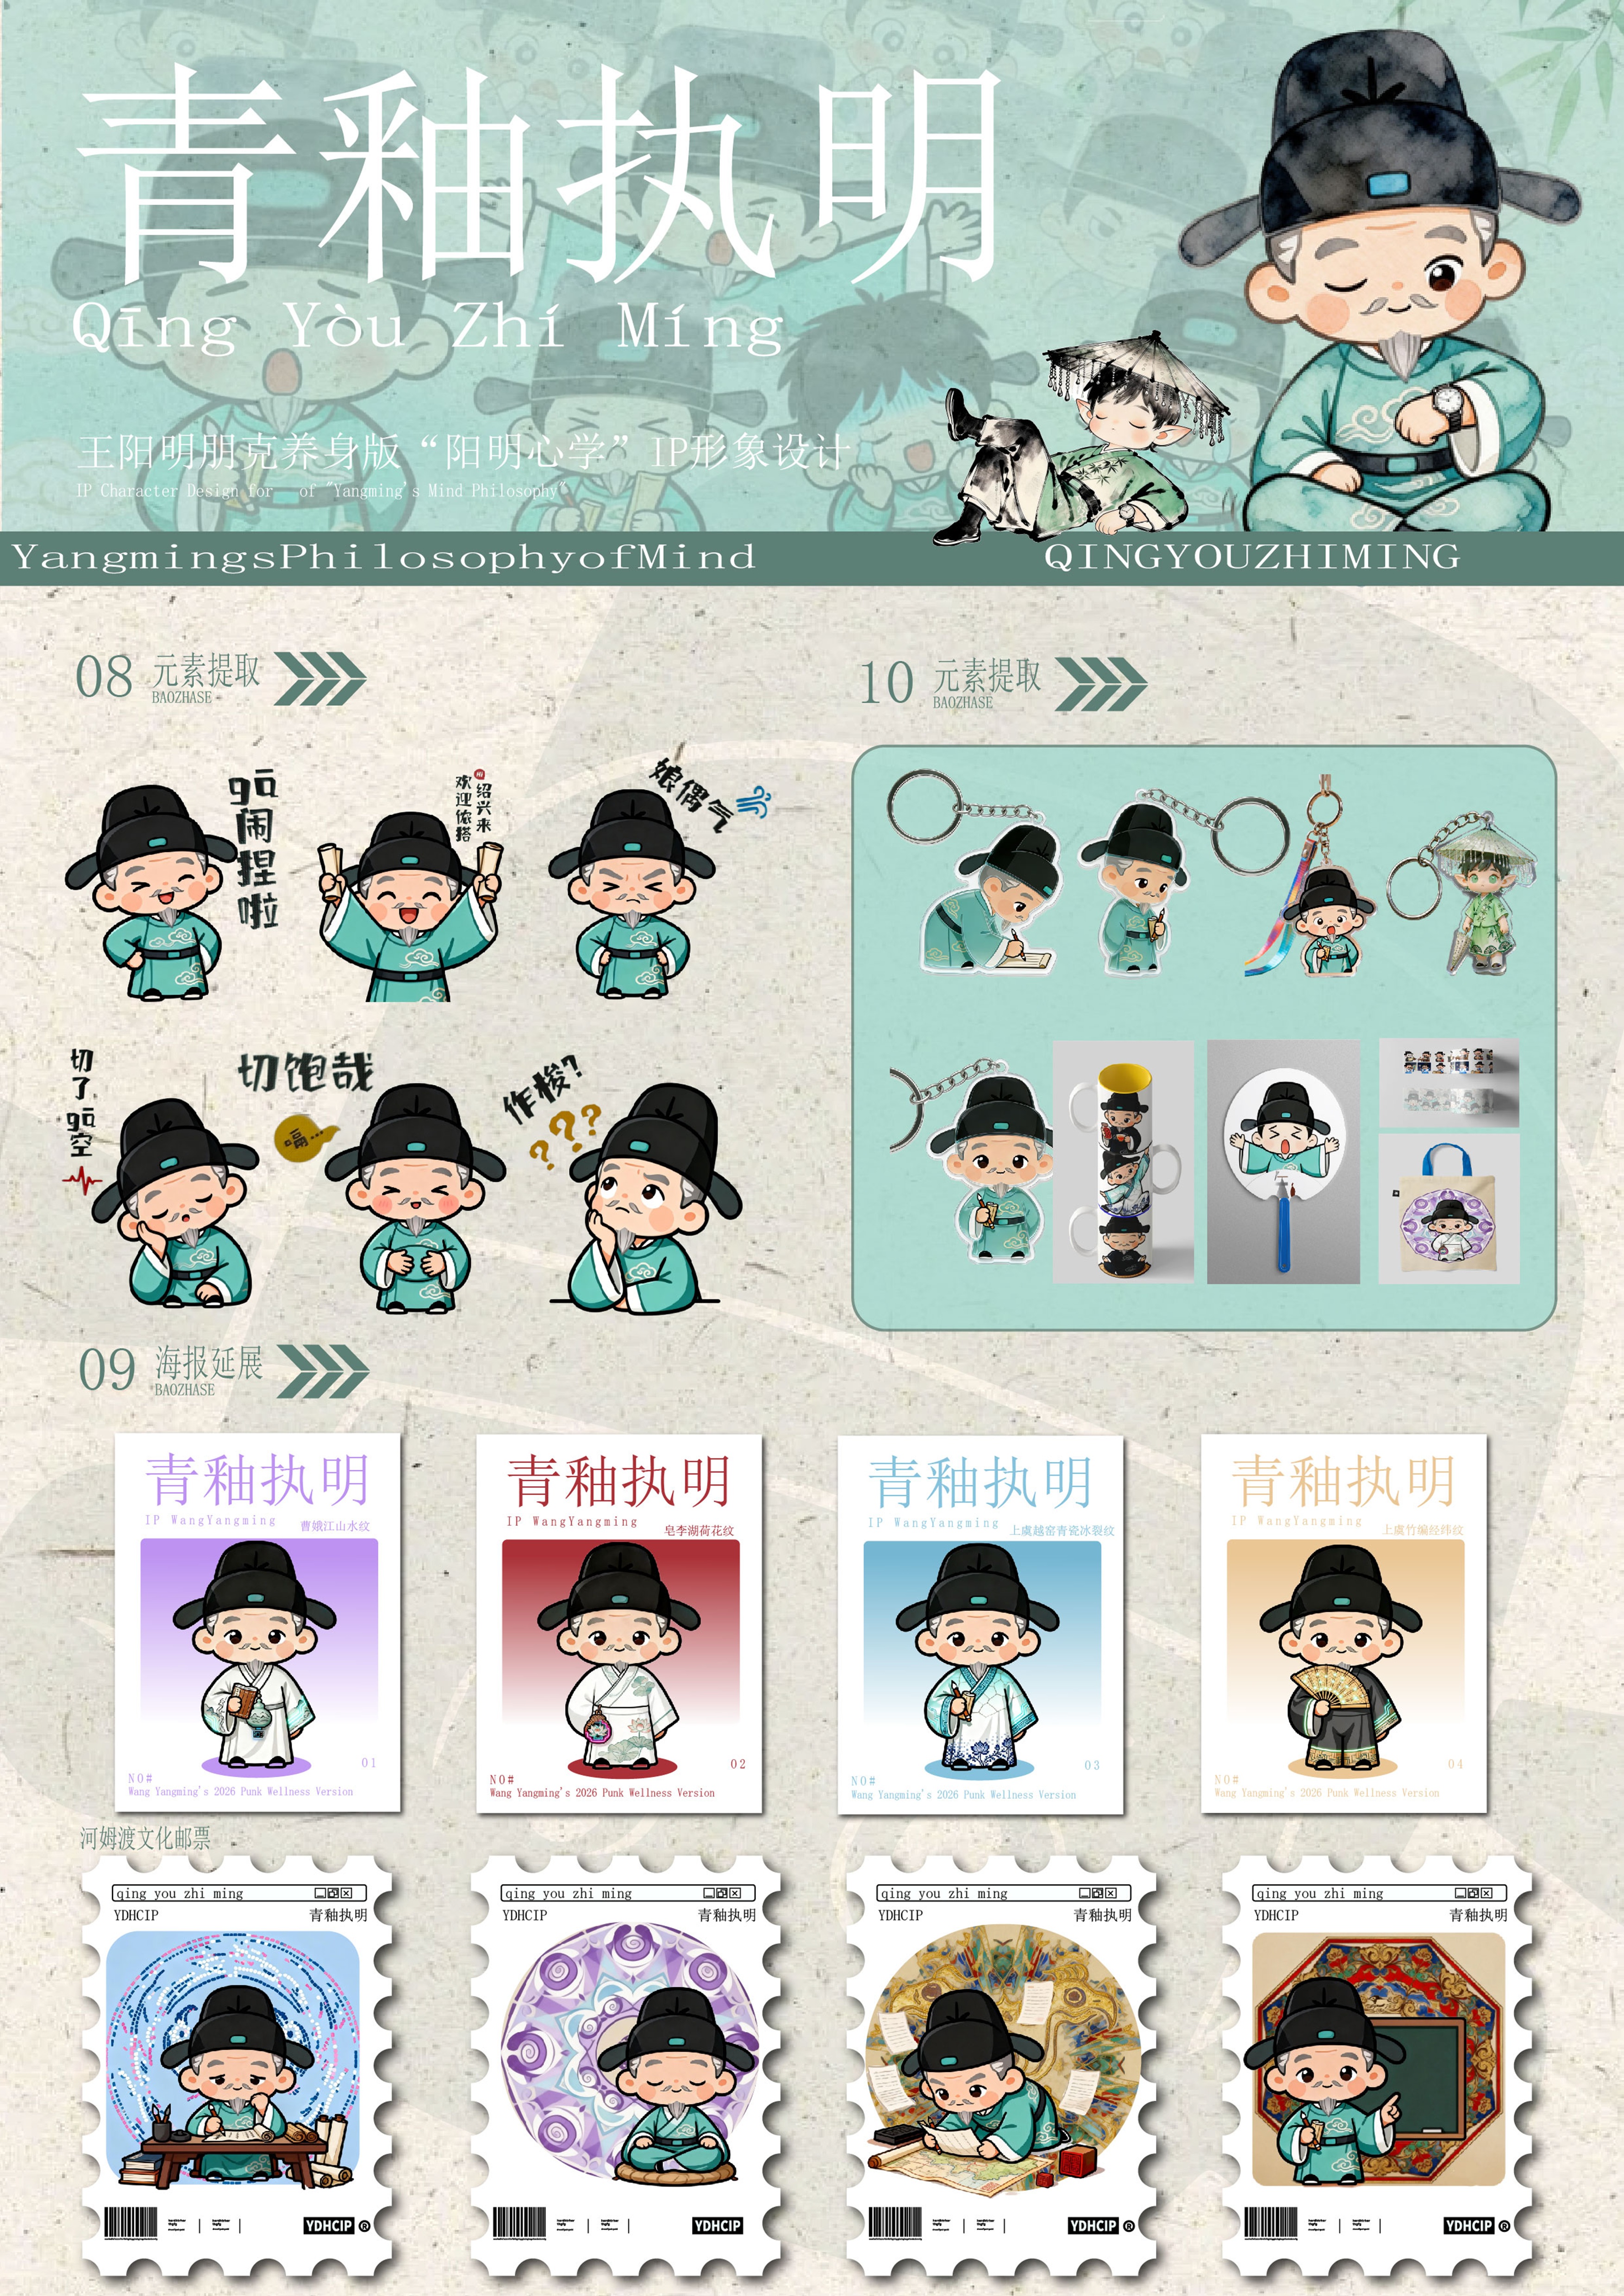 青釉执明
Qīng Yòu Zhí Míng
王阳明朋克养身版“阳明心学”IP形象设计
IP Character Design for   of "Yangming's Mind Philosophy"
YangmingsPhilosophyofMind
QINGYOUZHIMING
08 元素提取
BAOZHASE
gū闹捏啦
绍兴来
欢迎侬搭
娘偶气
切了gū空
切饱哉
嗝...
作梭?
???
10 元素提取
BAOZHASE
09 海报延展
BAOZHASE
青釉执明
IP WangYangming 曹娥江山水纹
01
NO#
Wang Yangming's 2026 Punk Wellness Version
青釉执明
IP WangYangming 皂李湖荷花纹
02
NO#
Wang Yangming's 2026 Punk Wellness Version
青釉执明
IP WangYangming 上虞越窑青瓷冰裂纹
03
NO#
Wang Yangming's 2026 Punk Wellness Version
青釉执明
IP WangYangming 上虞竹编经纬纹
04
NO#
Wang Yangming's 2026 Punk Wellness Version
河姆渡文化邮票
qing you zhi ming
YDHCIP 青釉执明
YDHCIP ®
qing you zhi ming
YDHCIP 青釉执明
YDHCIP
qing you zhi ming
YDHCIP 青釉执明
YDHCIP ®
qing you zhi ming
YDHCIP 青釉执明
YDHCIP ®